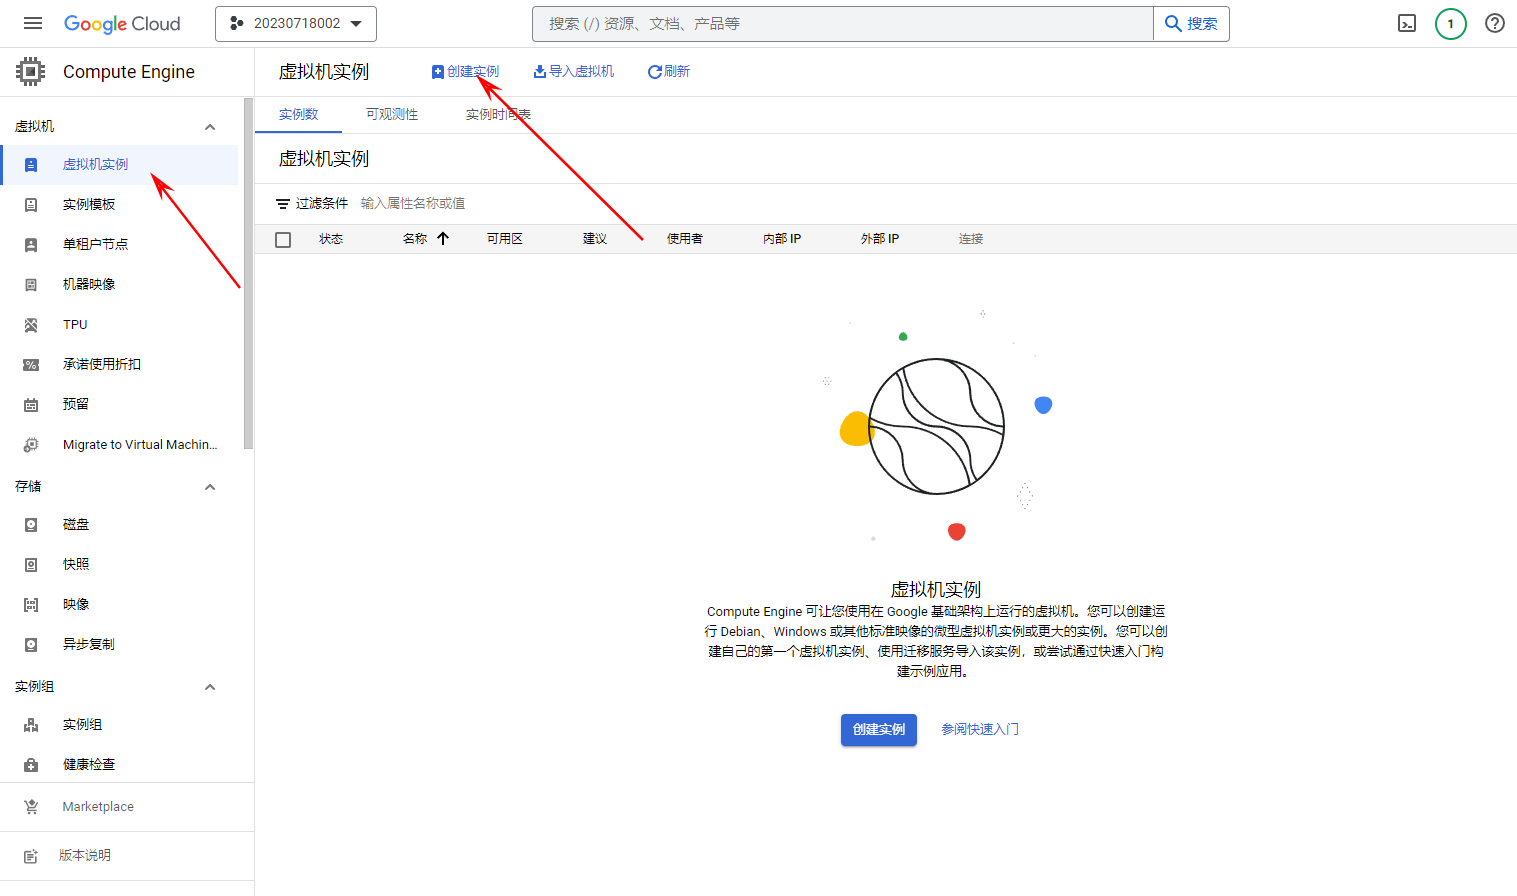 Google Cloud
20230718002
搜索 (/) 资源、文档、产品等
搜索
1
Compute Engine
虚拟机实例
创建实例
导入虚拟机
刷新
虚拟机
虚拟机实例
实例模板
单租户节点
机器映像
TPU
承诺使用折扣
预留
Migrate to Virtual Machin...
存储
磁盘
快照
映像
异步复制
实例组
实例组
健康检查
Marketplace
版本说明
实例数
可观测性
实例时间表
虚拟机实例
过滤条件
输入属性名称或值
状态
名称
可用区
建议
使用者
内部 IP
外部 IP
连接
虚拟机实例
Compute Engine 可让您使用在 Google 基础架构上运行的虚拟机。您可以创建运
行 Debian、Windows 或其他标准映像的微型虚拟机实例或更大的实例。您可以创
建自己的第一个虚拟机实例、使用迁移服务导入该实例，或尝试通过快速入门构
建示例应用。
创建实例
参阅快速入门